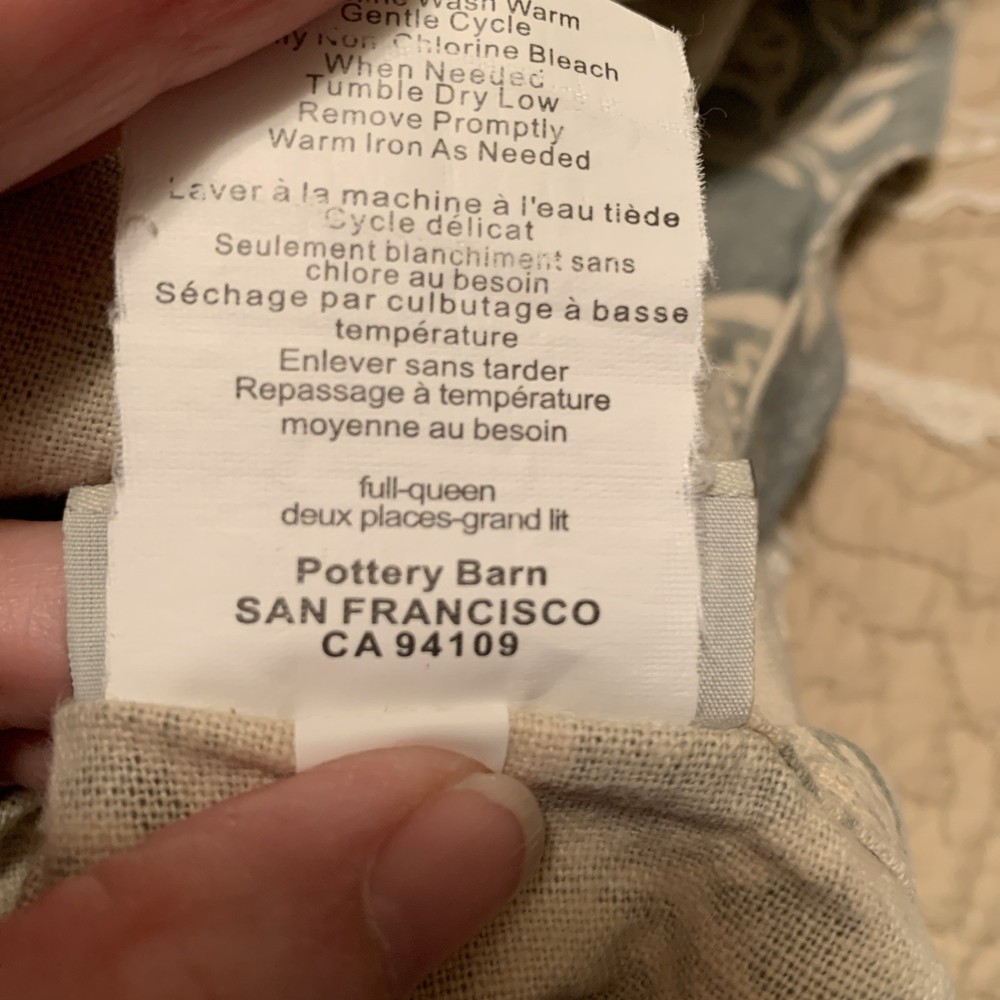 Wash Warm
Gentle Cycle
Non-Chlorine Bleach
When Needed
Tumble Dry Low
Remove Promptly
Warm Iron As Needed
Laver à la machine à l'eau tiède
Cycle délicat
Seulement blanchiment sans
chlore au besoin
Séchage par culbutage à basse
température
Enlever sans tarder
Repassage à température
moyenne au besoin
full-queen
deux places-grand lit
Pottery Barn
SAN FRANCISCO
CA 94109